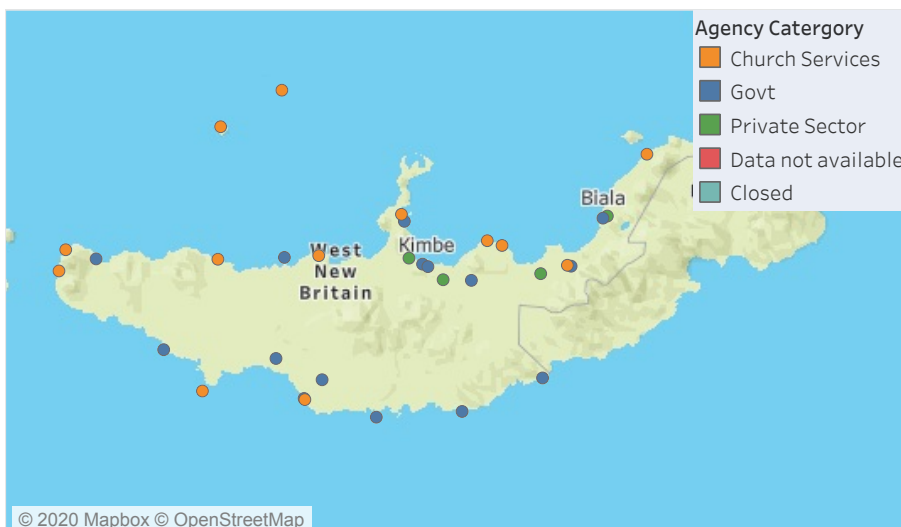 Agency Catergory
Church Services
Govt
Private Sector
Data not available
Closed
Biala
Kimbe
West
New
Britain
© 2020 Mapbox © OpenStreetMap